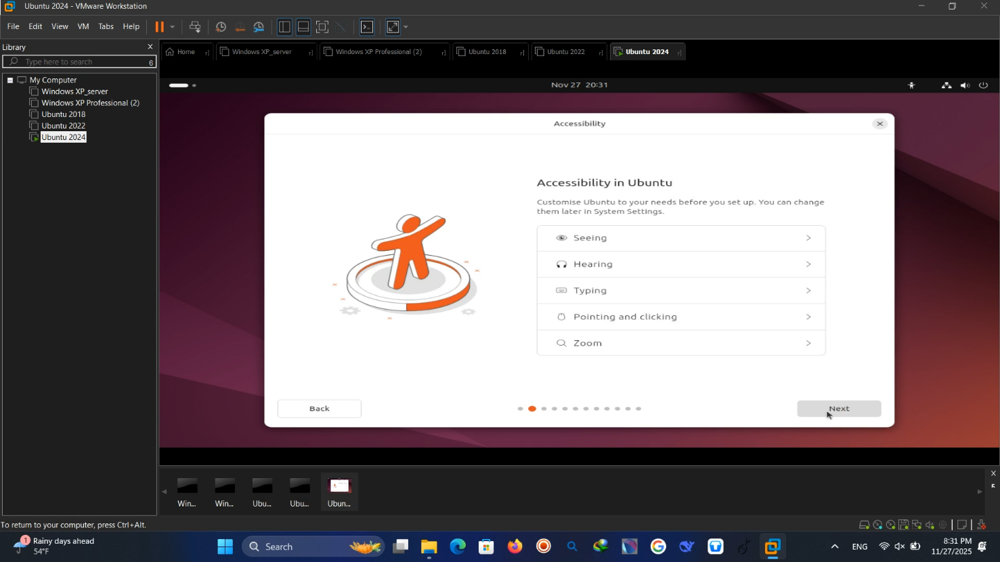 Ubuntu 2024 - VMware Workstation
File Edit View VM Tabs Help
Library
Type here to search
6
My Computer
Windows XP_server
Windows XP Professional (2)
Ubuntu 2018
Ubuntu 2022
Ubuntu 2024
Home Windows XP_server Windows XP Professional (2) Ubuntu 2018 Ubuntu 2022 Ubuntu 2024
Nov 27 20:31
Accessibility
Accessibility in Ubuntu
Customise Ubuntu to your needs before you set up. You can change
them later in System Settings.
Seeing
Hearing
Typing
Pointing and clicking
Zoom
Back
Next
Win... Win... Ubu... Ubu... Ubun...
To return to your computer, press Ctrl+Alt.
1
Rainy days ahead
54°F
Search
ENG
8:31 PM
11/27/2025